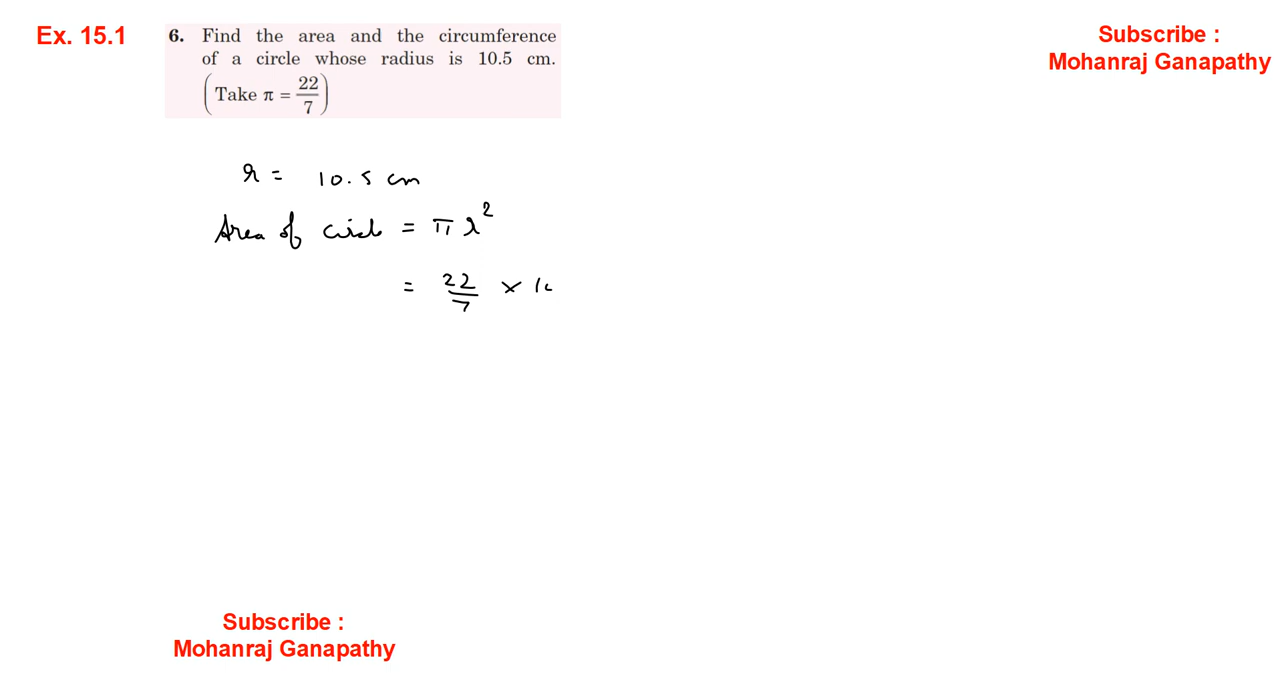 Ex. 15.1
6. Find the area and the circumference
of a circle whose radius is 10.5 cm.
(Take π = 22/7)
Subscribe :
Mohanraj Ganapathy
r = 10.5 cm
Area of circle = π r²
= 22/7 ×
Subscribe :
Mohanraj Ganapathy